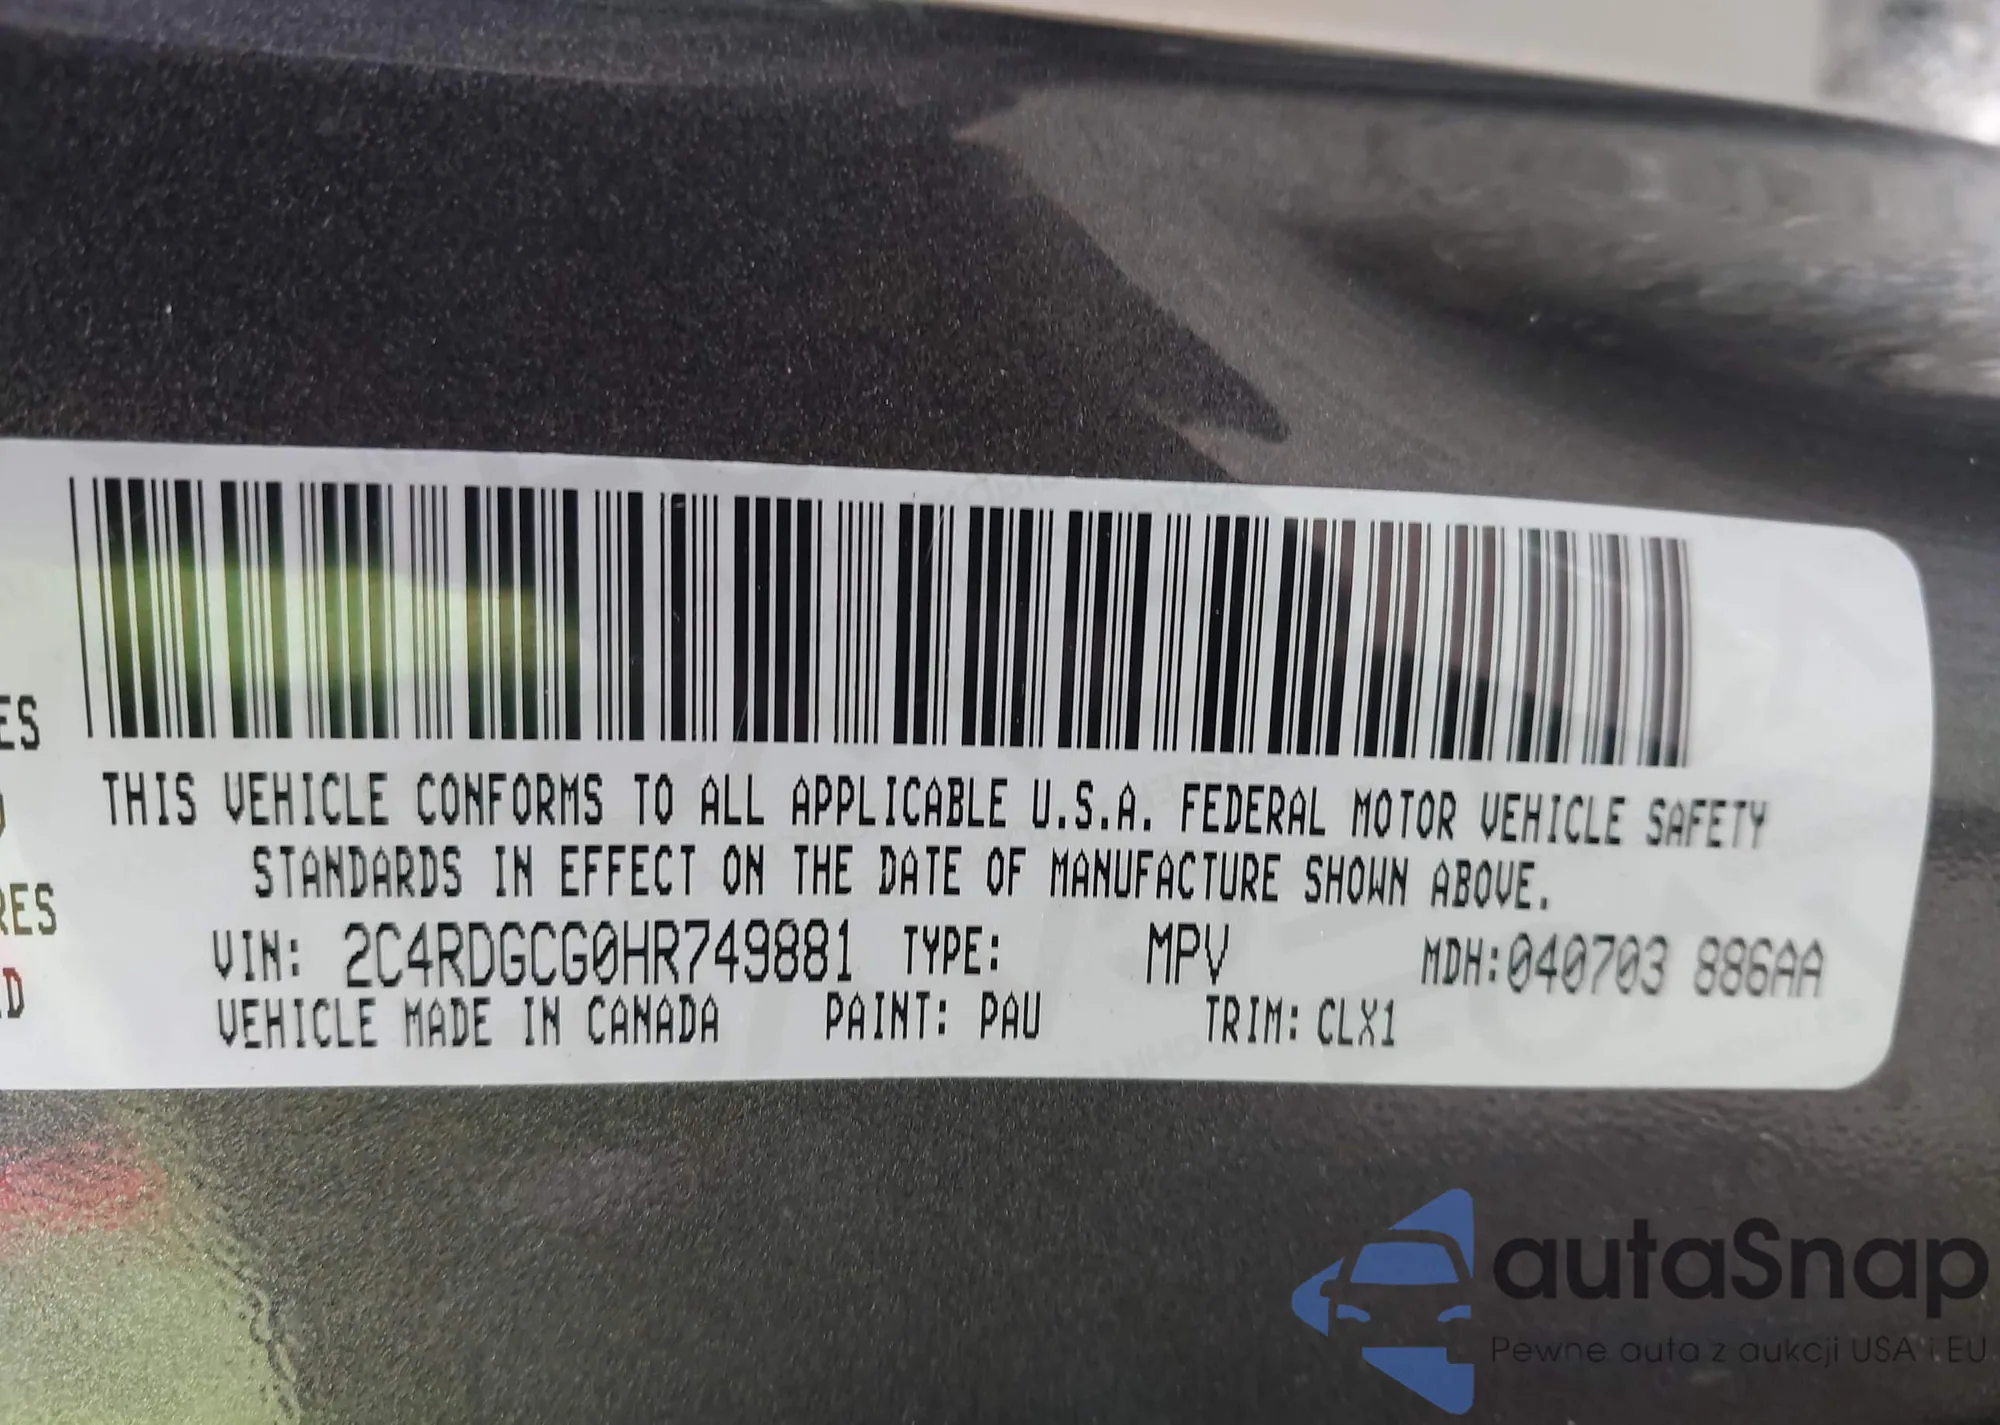 ES
RES
D
THIS VEHICLE CONFORMS TO ALL APPLICABLE U.S.A. FEDERAL MOTOR VEHICLE SAFETY
STANDARDS IN EFFECT ON THE DATE OF MANUFACTURE SHOWN ABOVE.
VIN: 2C4RDGCG0HR749881 TYPE: MPV MDH:040703 886AA
VEHICLE MADE IN CANADA PAINT: PAU TRIM: CLX1
autaSnap
Pewne auta z aukcji USA i EU